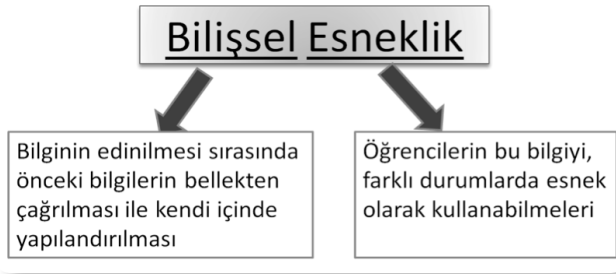 Bilişsel Esneklik
Bilginin edinilmesi sırasında
önceki bilgilerin bellekten
çağrılması ile kendi içinde
yapılandırılması
Öğrencilerin bu bilgiyi,
farklı durumlarda esnek
olarak kullanabilmeleri